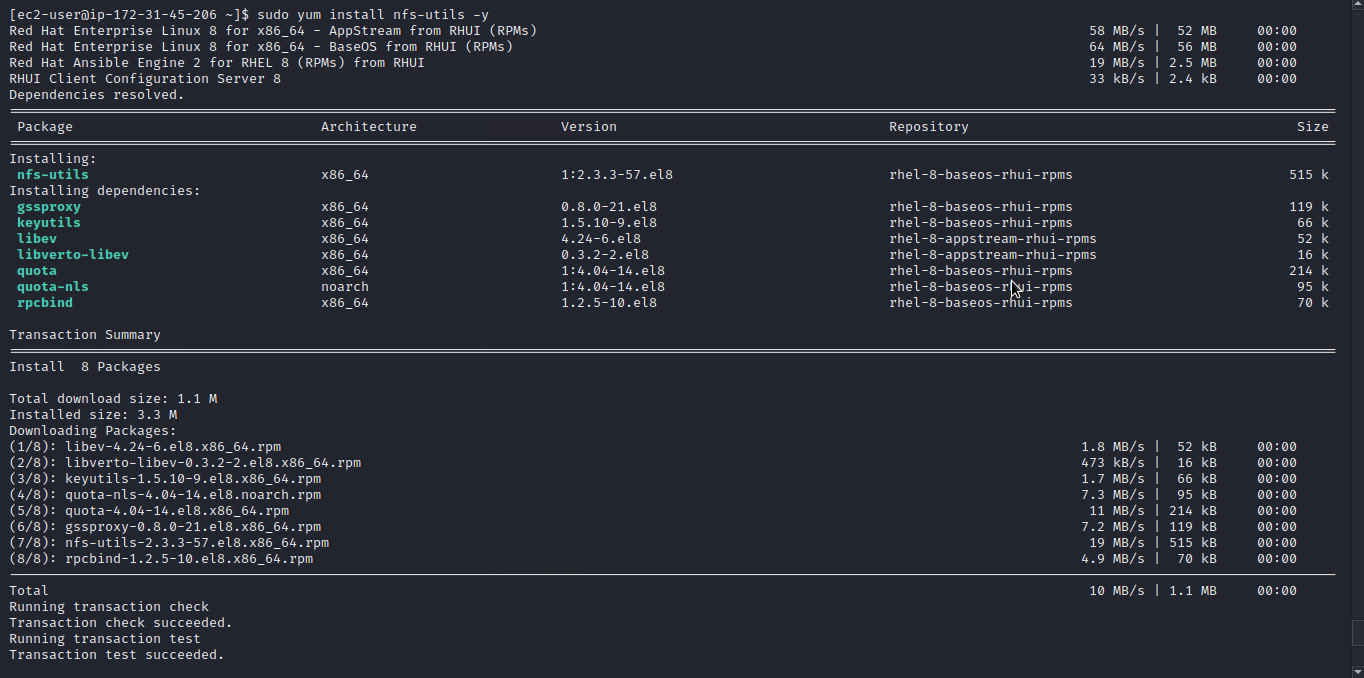 [ec2-user@ip-172-31-45-206 ~]$ sudo yum install nfs-utils -y
Red Hat Enterprise Linux 8 for x86_64 - AppStream from RHUI (RPMs) 58 MB/s | 52 MB 00:00
Red Hat Enterprise Linux 8 for x86_64 - BaseOS from RHUI (RPMs) 64 MB/s | 56 MB 00:00
Red Hat Ansible Engine 2 for RHEL 8 (RPMs) from RHUI 19 MB/s | 2.5 MB 00:00
RHUI Client Configuration Server 8 33 kB/s | 2.4 kB 00:00
Dependencies resolved.
Package Architecture Version Repository Size
Installing:
nfs-utils x86_64 1:2.3.3-57.el8 rhel-8-baseos-rhui-rpms 515 k
Installing dependencies:
gssproxy x86_64 0.8.0-21.el8 rhel-8-baseos-rhui-rpms 119 k
keyutils x86_64 1.5.10-9.el8 rhel-8-baseos-rhui-rpms 66 k
libev x86_64 4.24-6.el8 rhel-8-appstream-rhui-rpms 52 k
libverto-libev x86_64 0.3.2-2.el8 rhel-8-appstream-rhui-rpms 16 k
quota x86_64 1:4.04-14.el8 rhel-8-baseos-rhui-rpms 214 k
quota-nls noarch 1:4.04-14.el8 rhel-8-baseos-rhui-rpms 95 k
rpcbind x86_64 1.2.5-10.el8 rhel-8-baseos-rhui-rpms 70 k
Transaction Summary
Install 8 Packages
Total download size: 1.1 M
Installed size: 3.3 M
Downloading Packages:
(1/8): libev-4.24-6.el8.x86_64.rpm 1.8 MB/s | 52 kB 00:00
(2/8): libverto-libev-0.3.2-2.el8.x86_64.rpm 473 kB/s | 16 kB 00:00
(3/8): keyutils-1.5.10-9.el8.x86_64.rpm 1.7 MB/s | 66 kB 00:00
(4/8): quota-nls-4.04-14.el8.noarch.rpm 7.3 MB/s | 95 kB 00:00
(5/8): quota-4.04-14.el8.x86_64.rpm 11 MB/s | 214 kB 00:00
(6/8): gssproxy-0.8.0-21.el8.x86_64.rpm 7.2 MB/s | 119 kB 00:00
(7/8): nfs-utils-2.3.3-57.el8.x86_64.rpm 19 MB/s | 515 kB 00:00
(8/8): rpcbind-1.2.5-10.el8.x86_64.rpm 4.9 MB/s | 70 kB 00:00
Total 10 MB/s | 1.1 MB 00:00
Running transaction check
Transaction check succeeded.
Running transaction test
Transaction test succeeded.